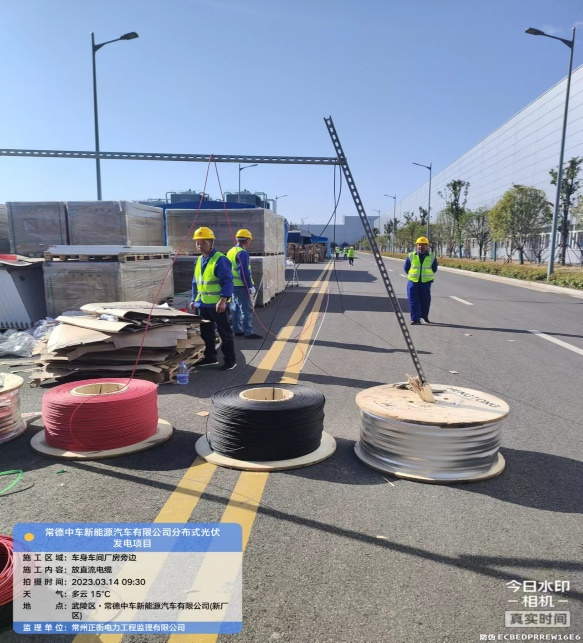 常德中车新能源汽车有限公司分布式光伏
发电项目
施工区域: 车身车间厂房旁边
施工内容: 放直流电缆
拍摄时间: 2023.03.14 09:30
天 气: 多云 15°C
地 点: 武陵区·常德中车新能源汽车有限公司(新厂
区)
监理单位: 常州正衡电力工程监理有限公司
今日水印
-相机-
真实时间
防伪 ECBEDPRREW1dE6